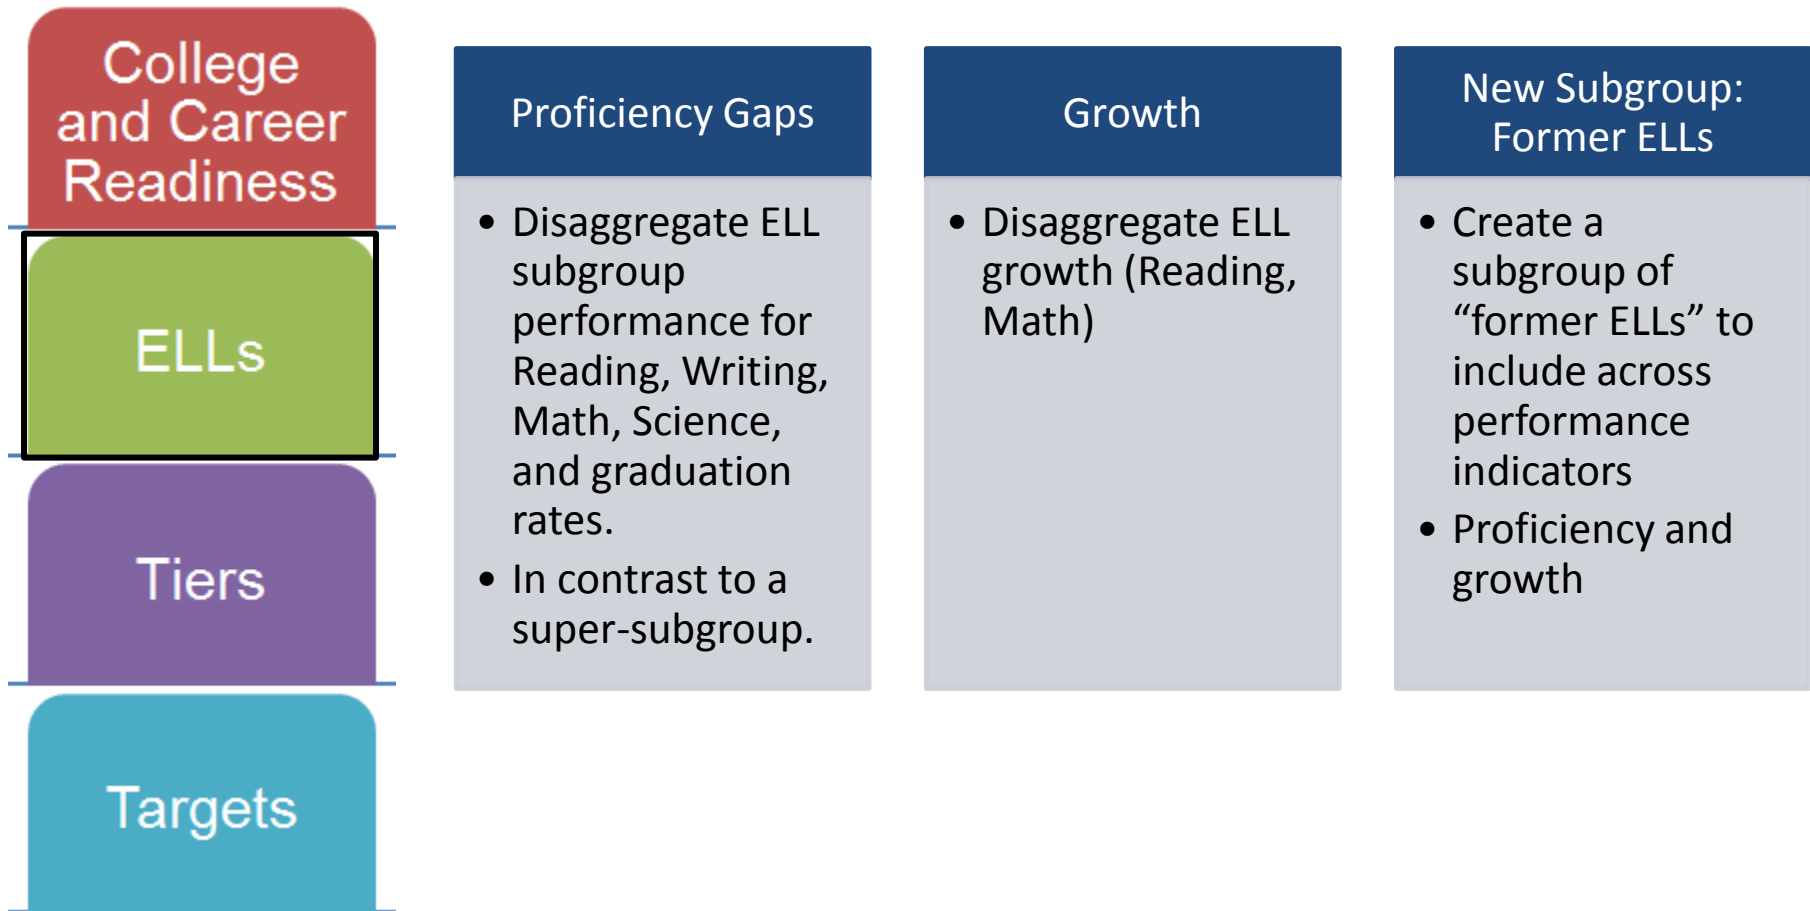 College
and Career
Readiness
ELLs
Tiers
Targets
Proficiency Gaps
• Disaggregate ELL
subgroup
performance for
Reading, Writing,
Math, Science,
and graduation
rates.
• In contrast to a
super-subgroup.
Growth
• Disaggregate ELL
growth (Reading,
Math)
New Subgroup:
Former ELLs
• Create a
subgroup of
“former ELLs” to
include across
performance
indicators
• Proficiency and
growth